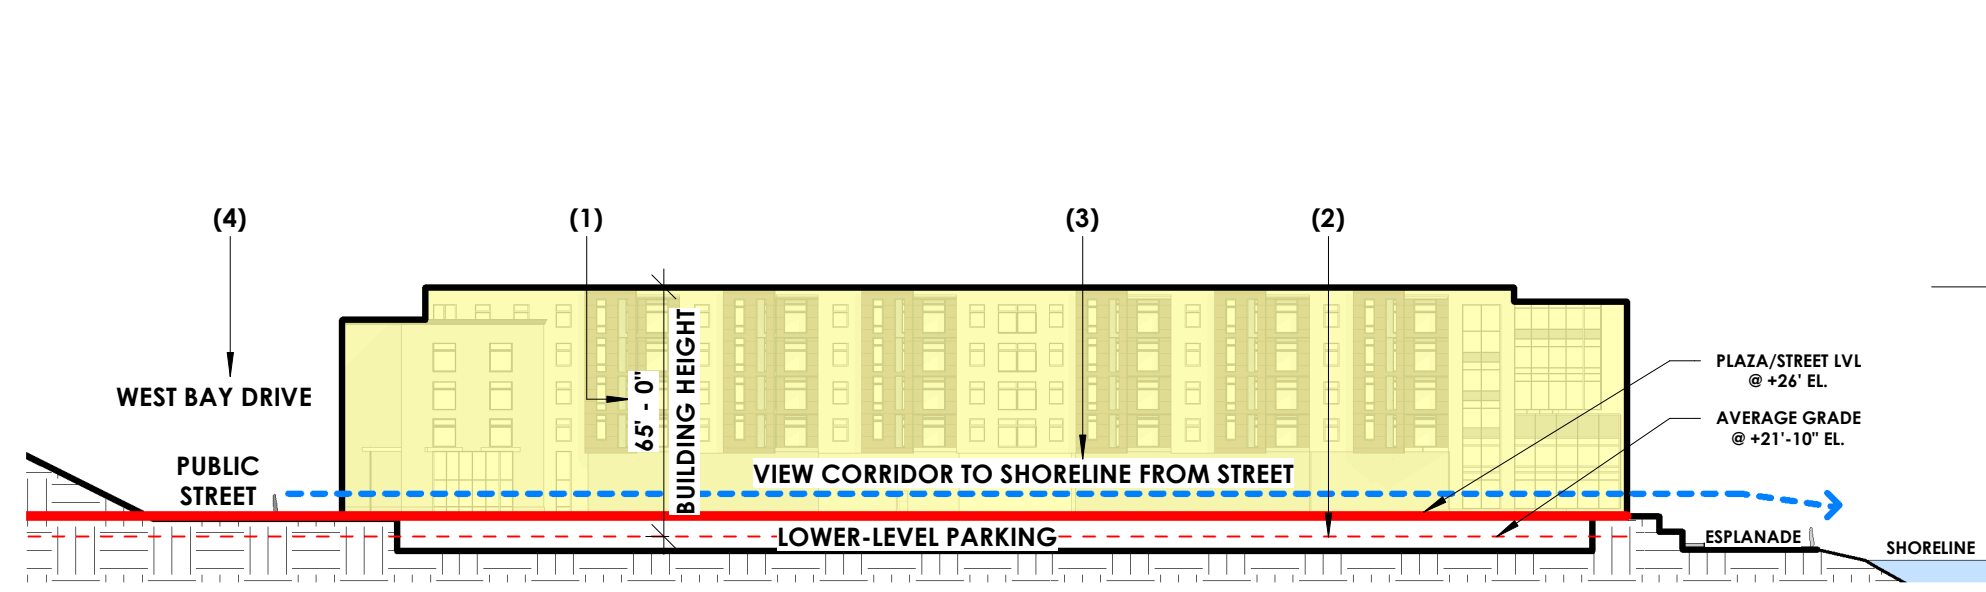 (4)
(1)
(3)
(2)
WEST BAY DRIVE
PUBLIC
STREET
65' - 0"
BUILDING HEIGHT
VIEW CORRIDOR TO SHORELINE FROM STREET
LOWER-LEVEL PARKING
PLAZA/STREET LVL
@ +26' EL.
AVERAGE GRADE
@ +21'-10" EL.
ESPLANADE
SHORELINE